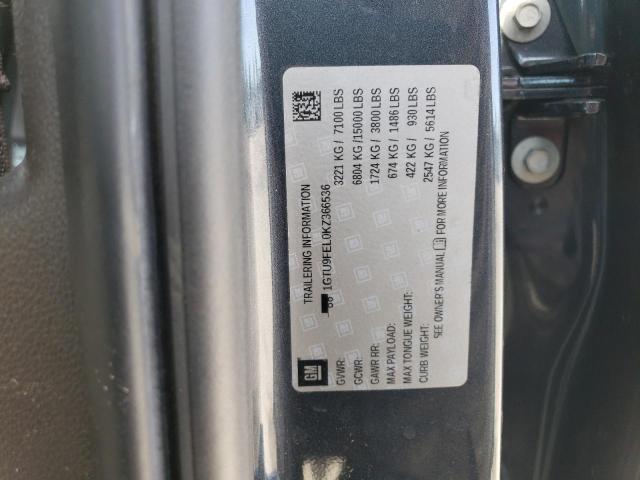 TRAILERING INFORMATION
1GTU9FEL0KZ366536
GVWR: 3221 KG / 7100 LBS
GCWR: 6804 KG /15000 LBS
GAWR RR: 1724 KG / 3800 LBS
MAX PAYLOAD: 674 KG / 1486 LBS
MAX TONGUE WEIGHT: 422 KG / 930 LBS
CURB WEIGHT: 2547 KG / 5614 LBS
SEE OWNER'S MANUAL FOR MORE INFORMATION
GM